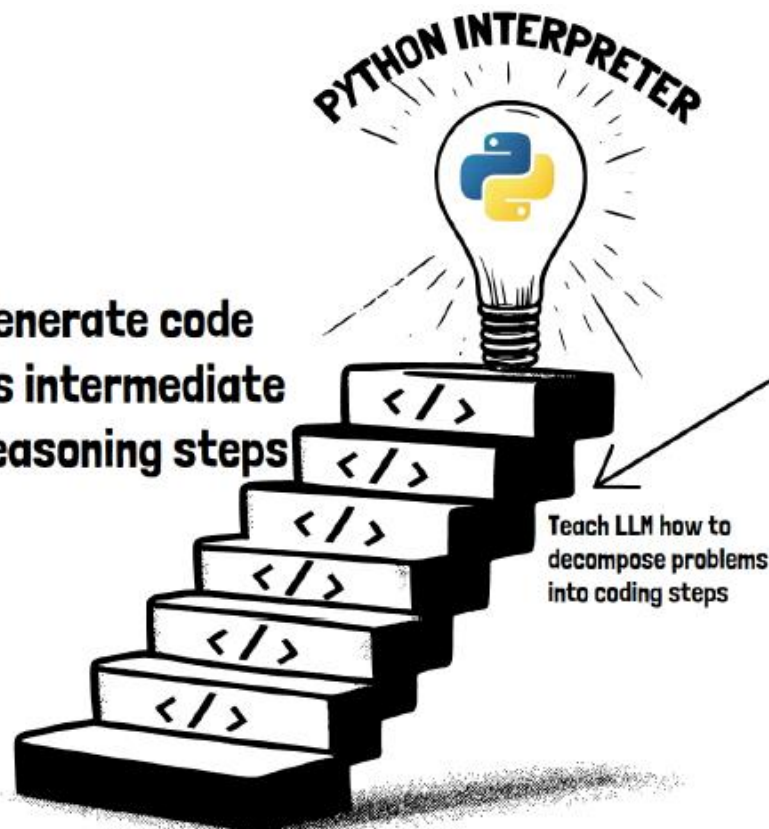 PYTHON INTERPRETER
enerate code
s intermediate
easoning steps
</>
</>
</>
</>
</>
</>
Teach LLM how to
decompose problems
into coding steps